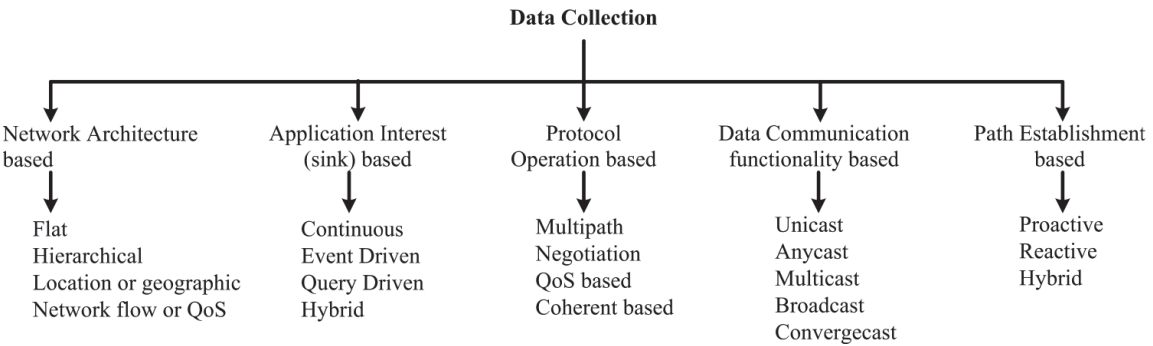 Data Collection
Network Architecture
based
Application Interest
(sink) based
Protocol
Operation based
Data Communication
functionality based
Path Establishment
based
Flat
Hierarchical
Location or geographic
Network flow or QoS
Continuous
Event Driven
Query Driven
Hybrid
Multipath
Negotiation
QoS based
Coherent based
Unicast
Anycast
Multicast
Broadcast
Convergecast
Proactive
Reactive
Hybrid